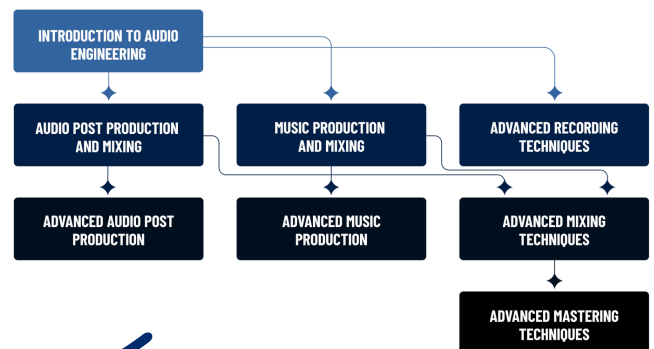 INTRODUCTION TO AUDIO
ENGINEERING
AUDIO POST PRODUCTION
AND MIXING
MUSIC PRODUCTION
AND MIXING
ADVANCED RECORDING
TECHNIQUES
ADVANCED AUDIO POST
PRODUCTION
ADVANCED MUSIC
PRODUCTION
ADVANCED MIXING
TECHNIQUES
ADVANCED MASTERING
TECHNIQUES